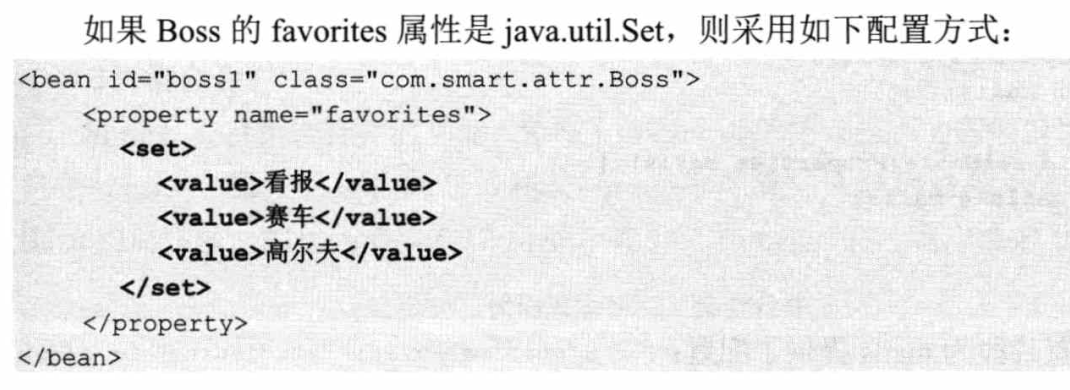 如果 Boss 的 favorites 属性是 java.util.Set，则采用如下配置方式：
<bean id="boss1" class="com.smart.attr.Boss">
<property name="favorites">
<set>
<value>看报</value>
<value>赛车</value>
<value>高尔夫</value>
</set>
</property>
</bean>